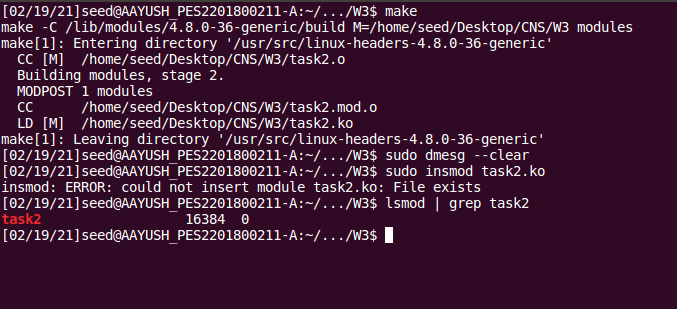 [02/19/21]seed@AAYUSH_PES2201800211-A:~/.../W3$ make
make -C /lib/modules/4.8.0-36-generic/build M=/home/seed/Desktop/CNS/W3 modules
make[1]: Entering directory '/usr/src/linux-headers-4.8.0-36-generic'
  CC [M]  /home/seed/Desktop/CNS/W3/task2.o
  Building modules, stage 2.
  MODPOST 1 modules
  CC      /home/seed/Desktop/CNS/W3/task2.mod.o
  LD [M]  /home/seed/Desktop/CNS/W3/task2.ko
make[1]: Leaving directory '/usr/src/linux-headers-4.8.0-36-generic'
[02/19/21]seed@AAYUSH_PES2201800211-A:~/.../W3$ sudo dmesg --clear
[02/19/21]seed@AAYUSH_PES2201800211-A:~/.../W3$ sudo insmod task2.ko
insmod: ERROR: could not insert module task2.ko: File exists
[02/19/21]seed@AAYUSH_PES2201800211-A:~/.../W3$ lsmod | grep task2
task2                  16384  0
[02/19/21]seed@AAYUSH_PES2201800211-A:~/.../W3$